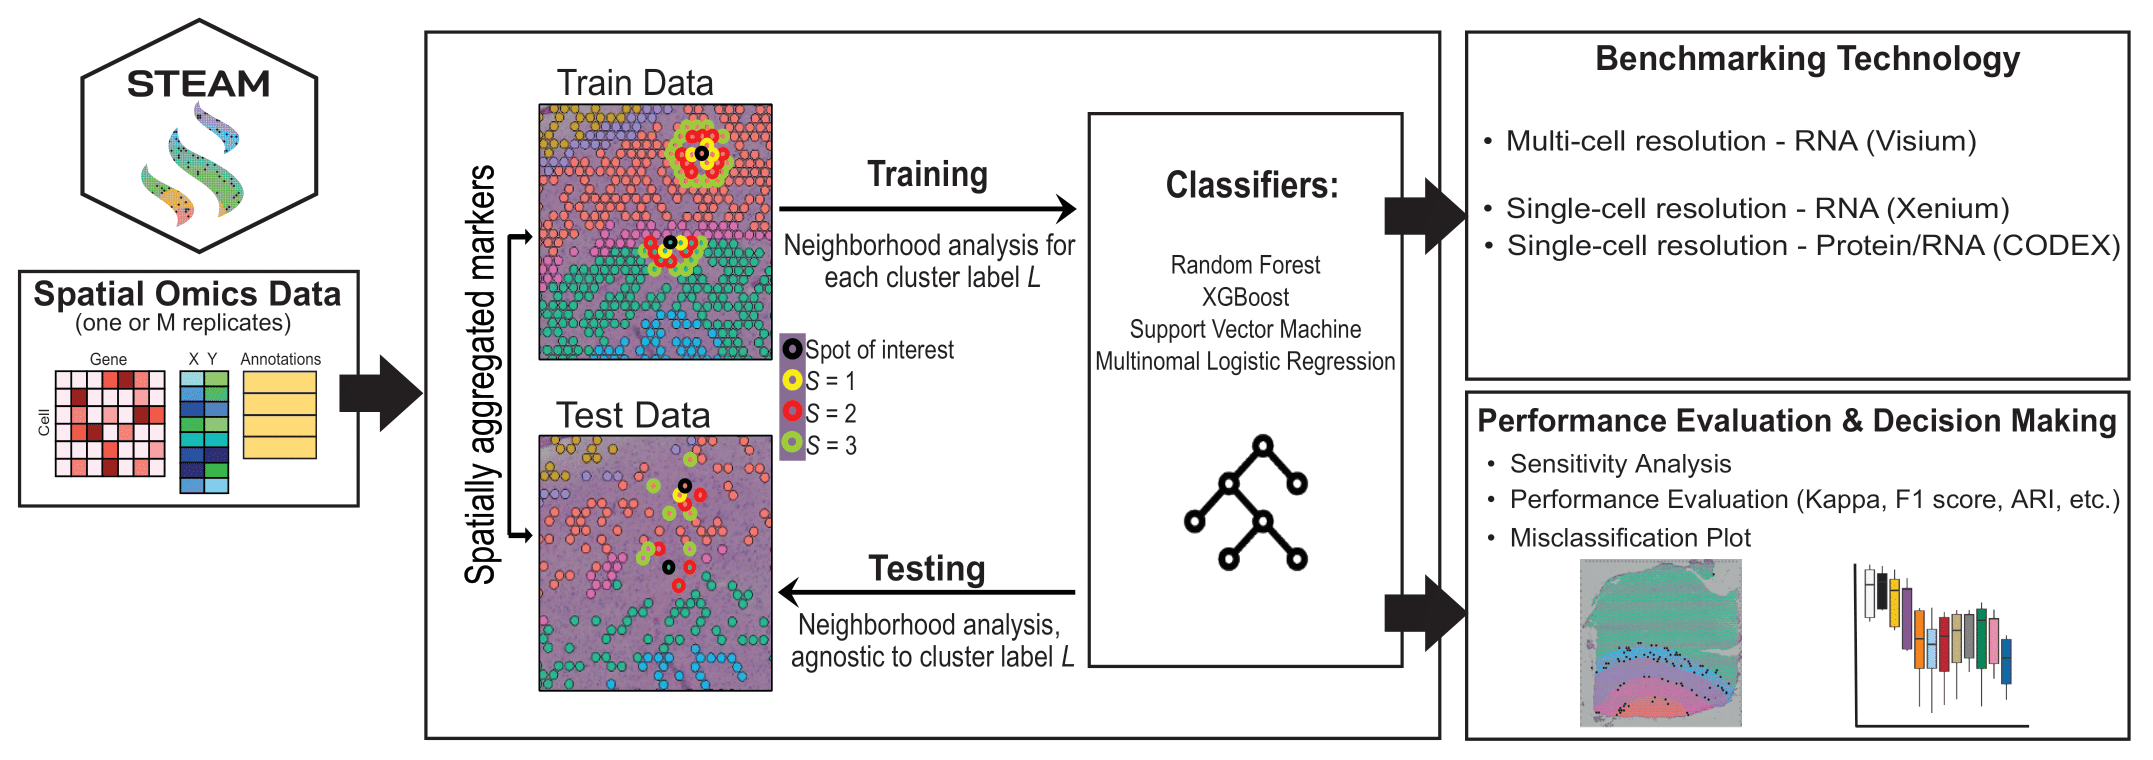 STEAM
Spatial Omics Data
(one or M replicates)
Gene
X Y
Annotations
Cell
Spatially aggregated markers
Train Data
Training
Neighborhood analysis for
each cluster label L
Spot of interest
S = 1
S = 2
S = 3
Test Data
Testing
Neighborhood analysis,
agnostic to cluster label L
Classifiers:
Random Forest
XGBoost
Support Vector Machine
Multinomal Logistic Regression
Benchmarking Technology
• Multi-cell resolution - RNA (Visium)
• Single-cell resolution - RNA (Xenium)
• Single-cell resolution - Protein/RNA (CODEX)
Performance Evaluation & Decision Making
• Sensitivity Analysis
• Performance Evaluation (Kappa, F1 score, ARI, etc.)
• Misclassification Plot